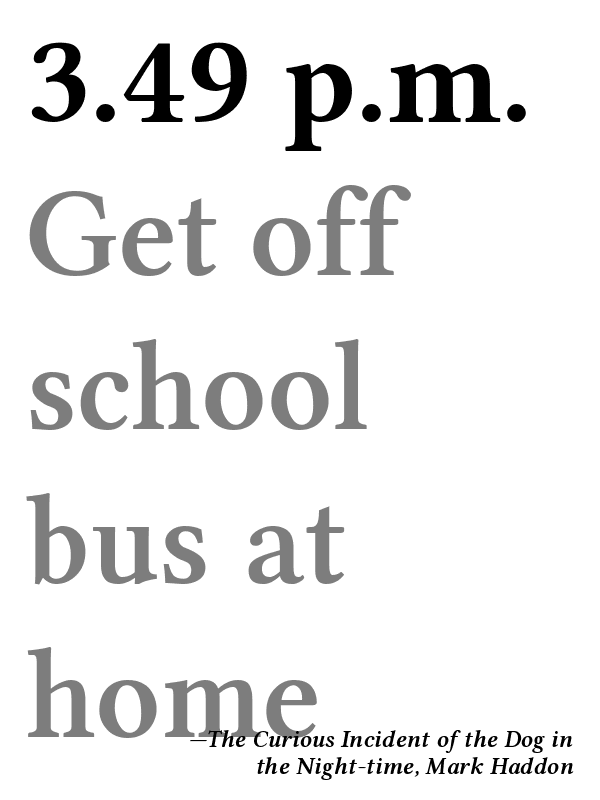 3.49 p.m.
Get off
school
bus at
home
—The Curious Incident of the Dog in
the Night-time, Mark Haddon